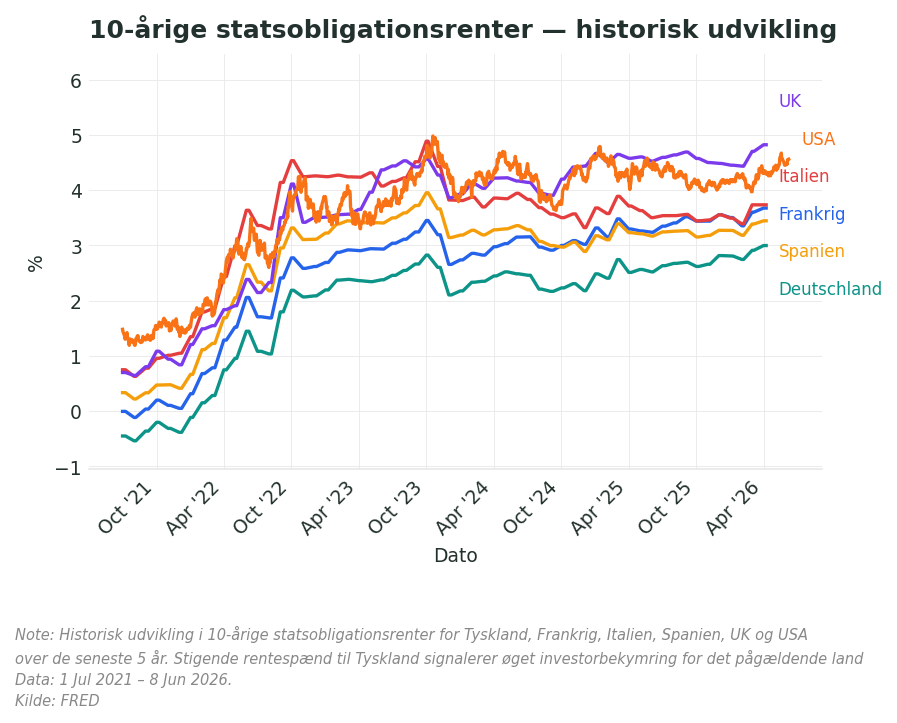 10-årige statsobligationsrenter — historisk udvikling
%
6
5
4
3
2
1
0
−1
UK
USA
Italien
Frankrig
Spanien
Deutschland
Oct '21
Apr '22
Oct '22
Apr '23
Oct '23
Apr '24
Oct '24
Apr '25
Oct '25
Apr '26
Dato
Note: Historisk udvikling i 10-årige statsobligationsrenter for Tyskland, Frankrig, Italien, Spanien, UK og USA
over de seneste 5 år. Stigende rentespænd til Tyskland signalerer øget investorbekymring for det pågældende land
Data: 1 Jul 2021 – 8 Jun 2026.
Kilde: FRED